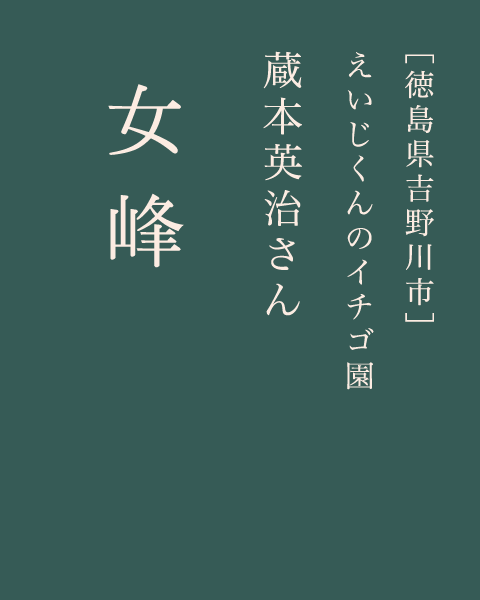 ［徳島県吉野川市］
えいじくんのイチゴ園
蔵本英治さん
女峰